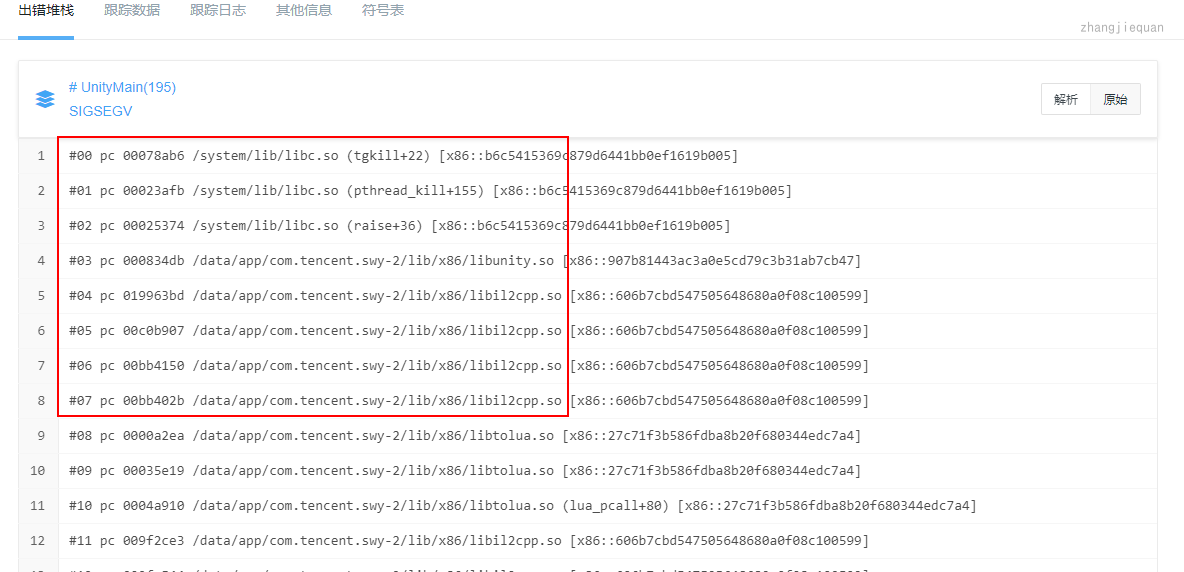 出错堆栈 跟踪数据 跟踪日志 其他信息 符号表
zhangjiequan
# UnityMain(195)
SIGSEGV
解析 原始
1 #00 pc 00078ab6 /system/lib/libc.so (tgkill+22) [x86::b6c5415369c879d6441bb0ef1619b005]
2 #01 pc 00023afb /system/lib/libc.so (pthread_kill+155) [x86::b6c5415369c879d6441bb0ef1619b005]
3 #02 pc 00025374 /system/lib/libc.so (raise+36) [x86::b6c5415369c879d6441bb0ef1619b005]
4 #03 pc 000834db /data/app/com.tencent.swy-2/lib/x86/libunity.so [x86::907b81443ac3a0e5cd79c3b31ab7cb47]
5 #04 pc 019963bd /data/app/com.tencent.swy-2/lib/x86/libil2cpp.so [x86::606b7cbd547505648680a0f08c100599]
6 #05 pc 00c0b907 /data/app/com.tencent.swy-2/lib/x86/libil2cpp.so [x86::606b7cbd547505648680a0f08c100599]
7 #06 pc 00bb4150 /data/app/com.tencent.swy-2/lib/x86/libil2cpp.so [x86::606b7cbd547505648680a0f08c100599]
8 #07 pc 00bb402b /data/app/com.tencent.swy-2/lib/x86/libil2cpp.so [x86::606b7cbd547505648680a0f08c100599]
9 #08 pc 0000a2ea /data/app/com.tencent.swy-2/lib/x86/libtolua.so [x86::27c71f3b586fdba8b20f680344edc7a4]
10 #09 pc 00035e19 /data/app/com.tencent.swy-2/lib/x86/libtolua.so [x86::27c71f3b586fdba8b20f680344edc7a4]
11 #10 pc 0004a910 /data/app/com.tencent.swy-2/lib/x86/libtolua.so (lua_pcall+80) [x86::27c71f3b586fdba8b20f680344edc7a4]
12 #11 pc 009f2ce3 /data/app/com.tencent.swy-2/lib/x86/libil2cpp.so [x86::606b7cbd547505648680a0f08c100599]